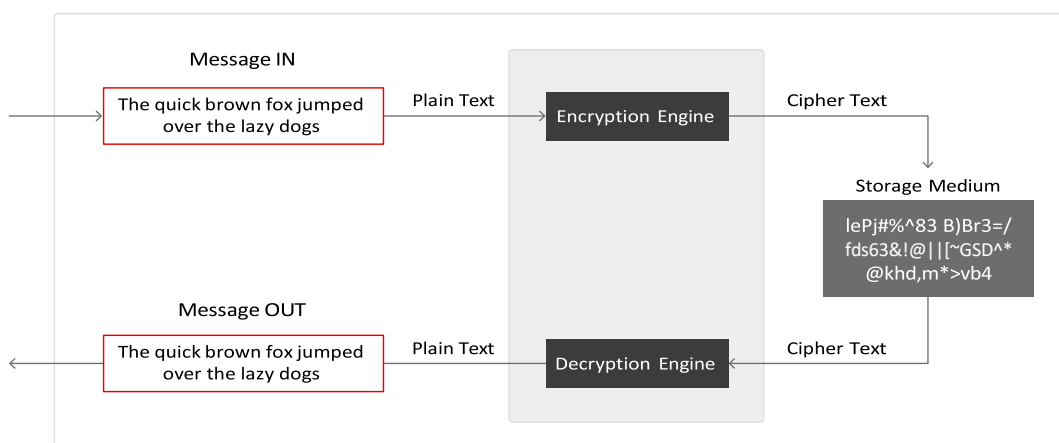 Message IN
The quick brown fox jumped
over the lazy dogs
Plain Text
Encryption Engine
Cipher Text
Storage Medium
lePj#%^83 B)Br3=/
fds63&!@||[~GSD^*
@khd,m*>vb4
Message OUT
The quick brown fox jumped
over the lazy dogs
Plain Text
Decryption Engine
Cipher Text